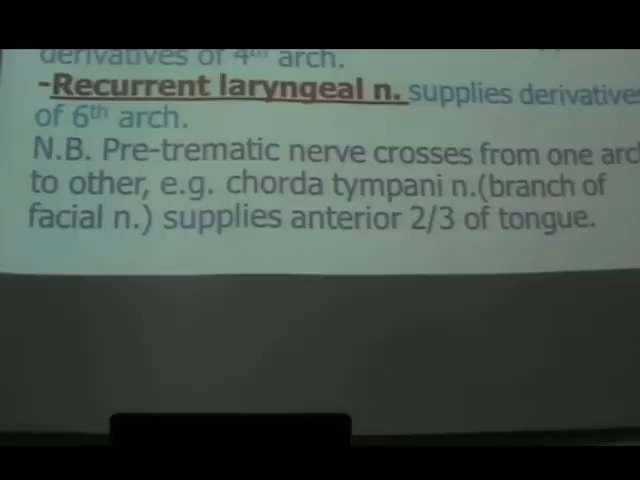 derivatives of 4th arch.
-Recurrent laryngeal n. supplies derivatives
of 6th arch.
N.B. Pre-trematic nerve crosses from one arc
to other, e.g. chorda tympani n.(branch of
facial n.) supplies anterior 2/3 of tongue.